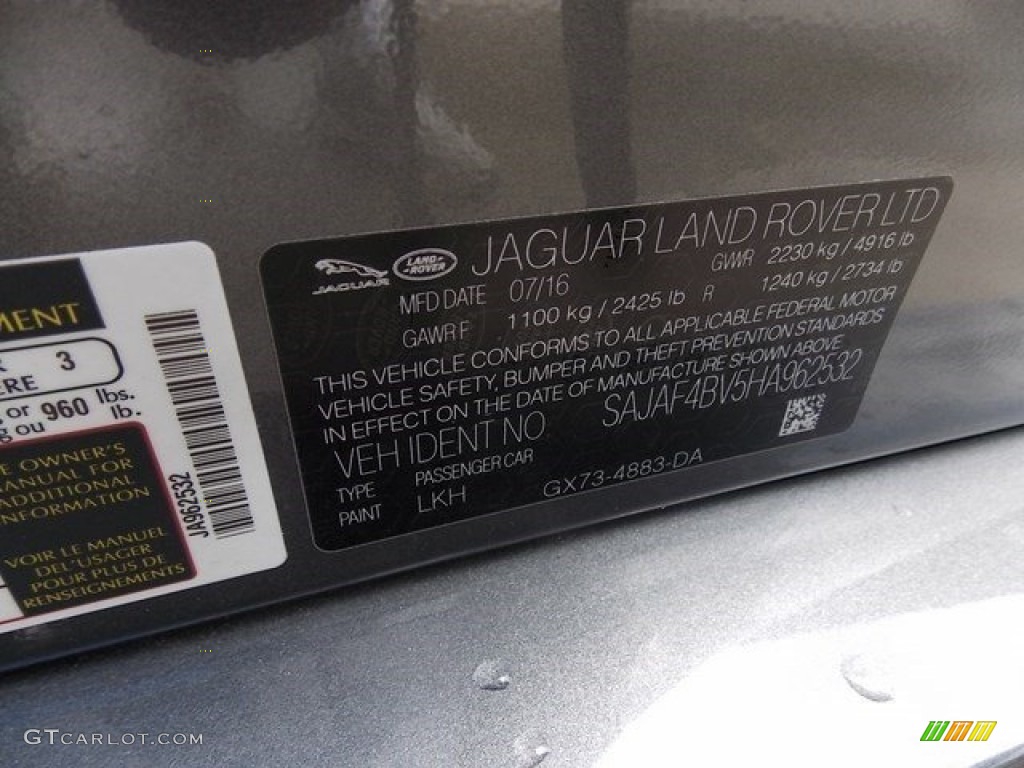 MENT
R 3
ERE
or 960 lbs.
B ou lb.
E OWNER'S
MANUAL FOR
ADDITIONAL
INFORMATION
VOIR LE MANUEL
DEL'USAGER
POUR PLUS DE
RENSEIGNEMENTS
JA962532
JAGUAR LAND-ROVER JAGUAR LAND ROVER LTD
MFD DATE 07/16 GVWR 2230 kg / 4916 lb
GAWR F 1100 kg / 2425 lb R 1240 kg / 2734 lb
THIS VEHICLE CONFORMS TO ALL APPLICABLE FEDERAL MOTOR
VEHICLE SAFETY, BUMPER AND THEFT PREVENTION STANDARDS
IN EFFECT ON THE DATE OF MANUFACTURE SHOWN ABOVE
VEH IDENT NO SAJAF4BV5HA962532
TYPE PASSENGER CAR
PAINT LKH GX73-4883-DA
GTCARLOT.COM